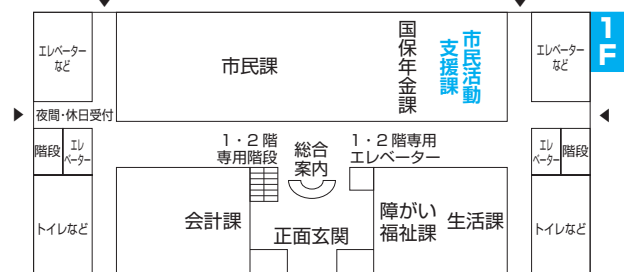 1F
エレベーター
など
市民課
国保年金課
市民活動
支援課
エレベーター
など
夜間・休日受付
階段
エレ
ベーター
1・2階
専用階段
総合
案内
1・2階専用
エレベーター
エレ
ベーター
階段
トイレなど
会計課
正面玄関
障がい
福祉課
生活課
トイレなど